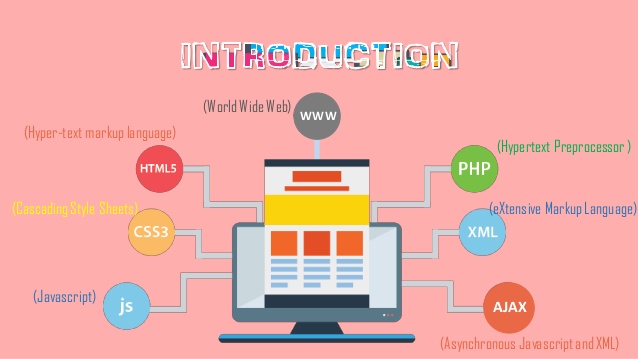 INTRODUCTION
(World Wide Web)
WWW
(Hyper-text markup language)
HTML5
(Hypertext Preprocessor )
PHP
(Cascading Style Sheets)
CSS3
(eXtensive Markup Language)
XML
(Javascript)
js
AJAX
(Asynchronous Javascript and XML)